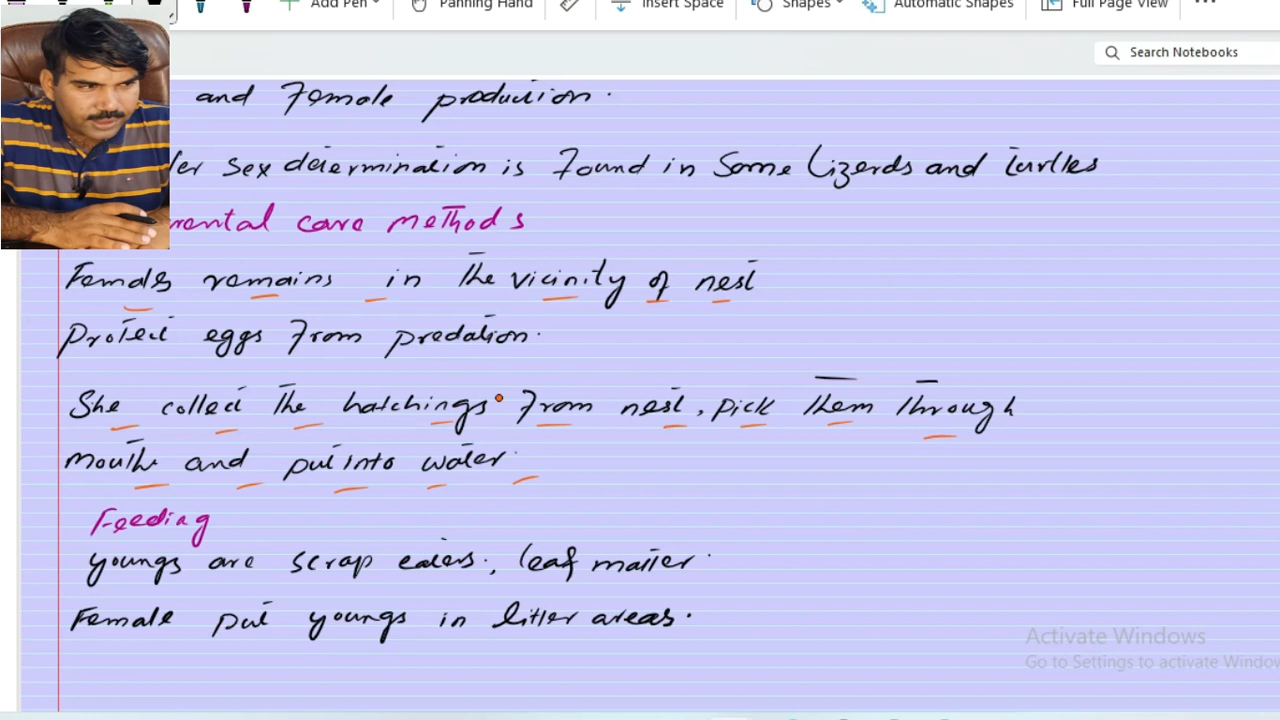 Add Pen Panning Hand Insert Space Shapes Automatic Shapes Full Page View
Search Notebooks
and Female production.
sex determination is found in some lizerds and turtles
rental care methods
Females remains in the vicinity of nest
Protect eggs from predation.
She called the hatchings from nest, pick them through
mouth and put into water.
Feeding
youngs are scrap eaters, leaf matter.
Female put youngs in litter areas.
Activate Windows
Go to Settings to activate Window